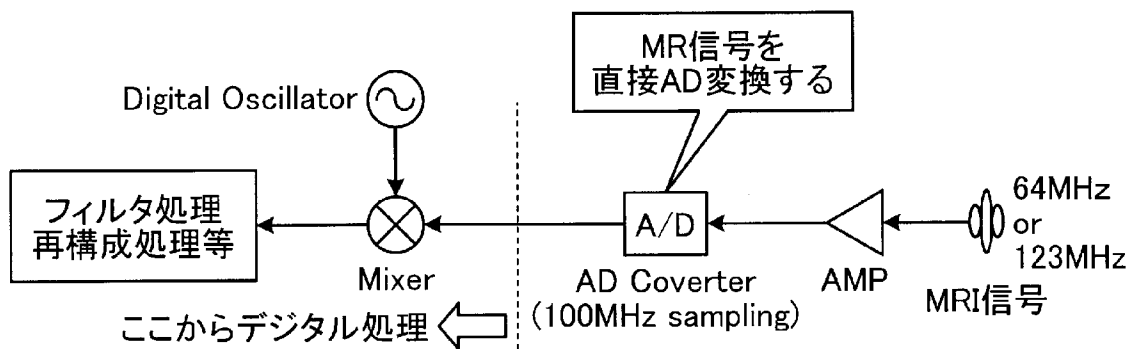 MR信号を
直接AD変換する
Digital Oscillator
フィルタ処理
再構成処理等
Mixer
A/D
AD Coverter
(100MHz sampling)
AMP
64MHz
or
123MHz
MRI信号
ここからデジタル処理